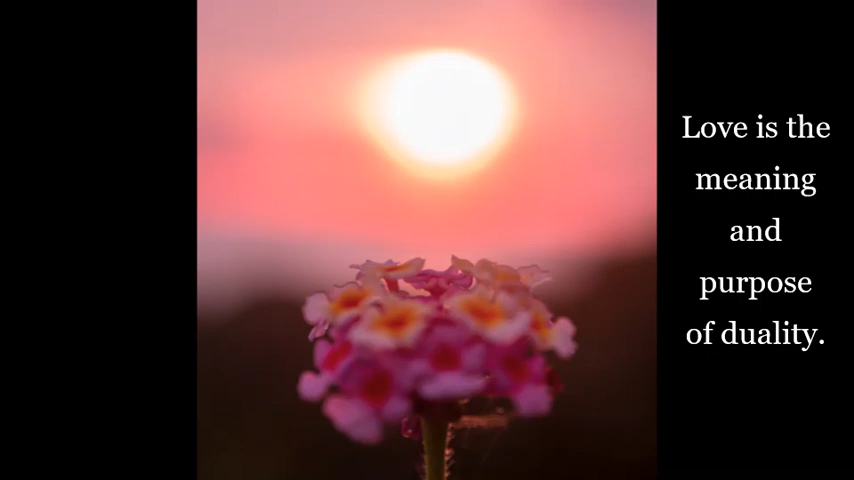 Love is the
meaning
and
purpose
of duality.